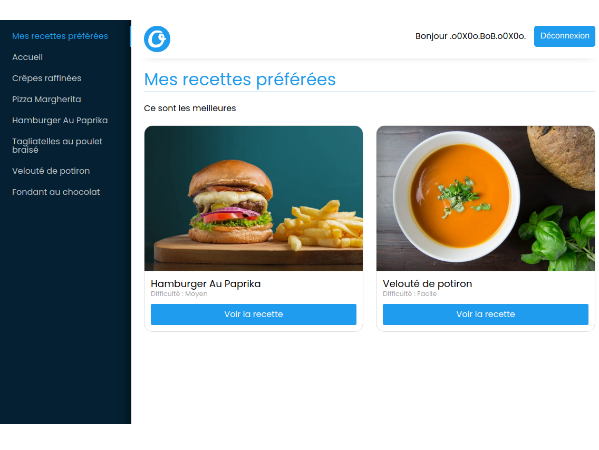 Mes recettes préférées
Accueil
Crêpes raffinées
Pizza Margherita
Hamburger Au Paprika
Tagliatelles au poulet
braisé
Velouté de potiron
Fondant au chocolat
Bonjour .o0X0o.BoB.o0X0o.
Déconnexion
Mes recettes préférées
Ce sont les meilleures
Hamburger Au Paprika
Difficulté : Moyen
Voir la recette
Velouté de potiron
Difficulté : Facile
Voir la recette